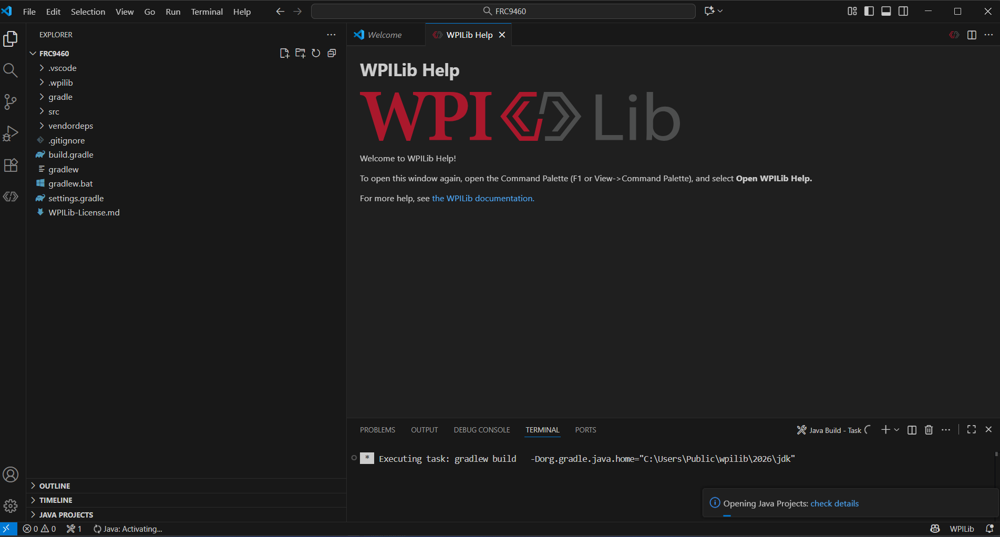 File Edit Selection View Go Run Terminal Help
FRC9460
EXPLORER
Welcome
WPILib Help
FRC9460
.vscode
.wpilib
gradle
src
vendordeps
.gitignore
build.gradle
gradlew
gradlew.bat
settings.gradle
WPILib-License.md
OUTLINE
TIMELINE
JAVA PROJECTS
WPILib Help
WPI Lib
Welcome to WPILib Help!
To open this window again, open the Command Palette (F1 or View->Command Palette), and select Open WPILib Help.
For more help, see the WPILib documentation.
PROBLEMS OUTPUT DEBUG CONSOLE TERMINAL PORTS
Java Build - Task
* Executing task: gradlew build   -Dorg.gradle.java.home="C:\Users\Public\wpilib\2026\jdk"
Opening Java Projects: check details
0 0 1 Java: Activating...
WPILib